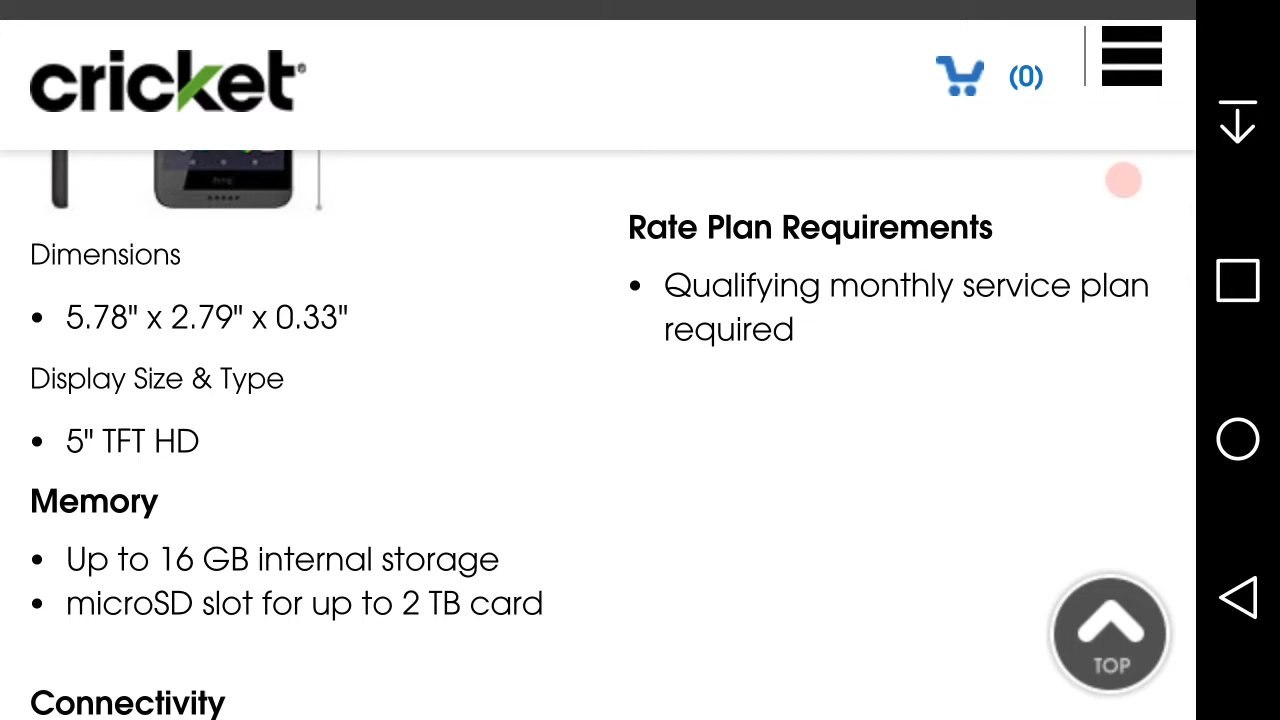 cricket
(0)
hTC
Dimensions
• 5.78" x 2.79" x 0.33"
Display Size & Type
• 5" TFT HD
Memory
• Up to 16 GB internal storage
• microSD slot for up to 2 TB card
Connectivity
Rate Plan Requirements
• Qualifying monthly service plan
required
TOP